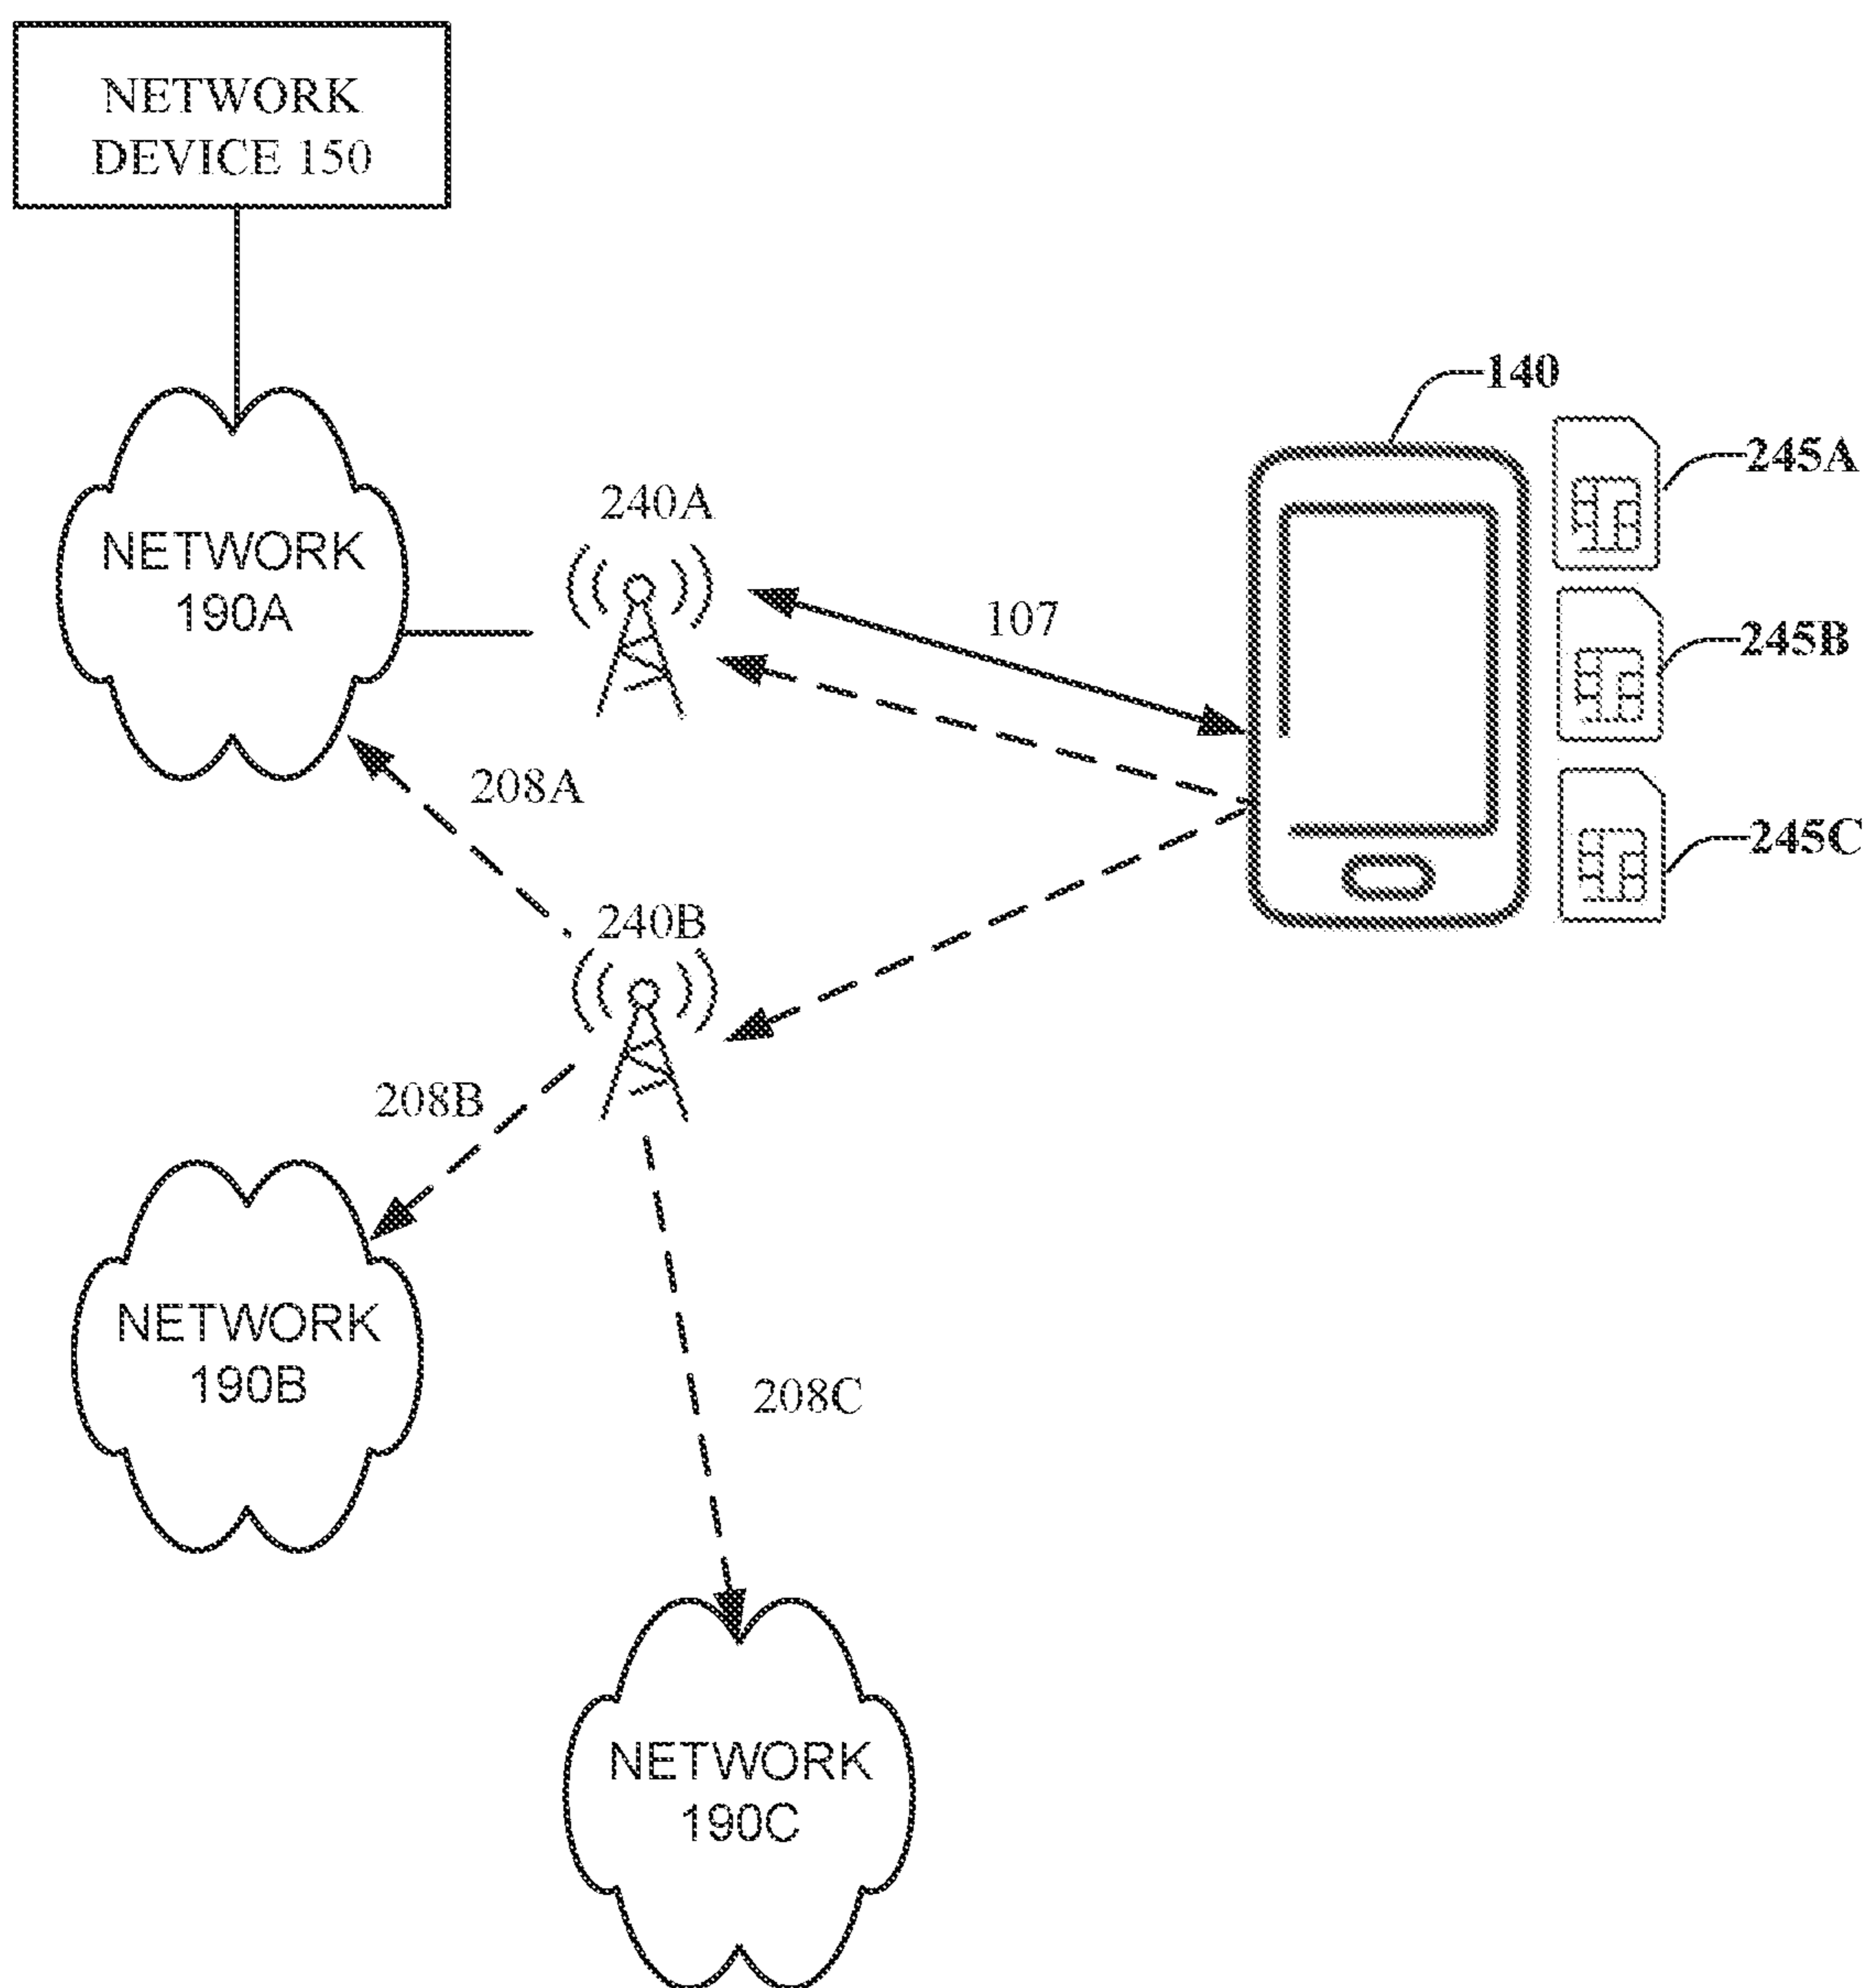 NETWORK
DEVICE 150
140
245A
240A
NETWORK
190A
107
245B
208A
245C
240B
208B
NETWORK
190B
208C
NETWORK
190C